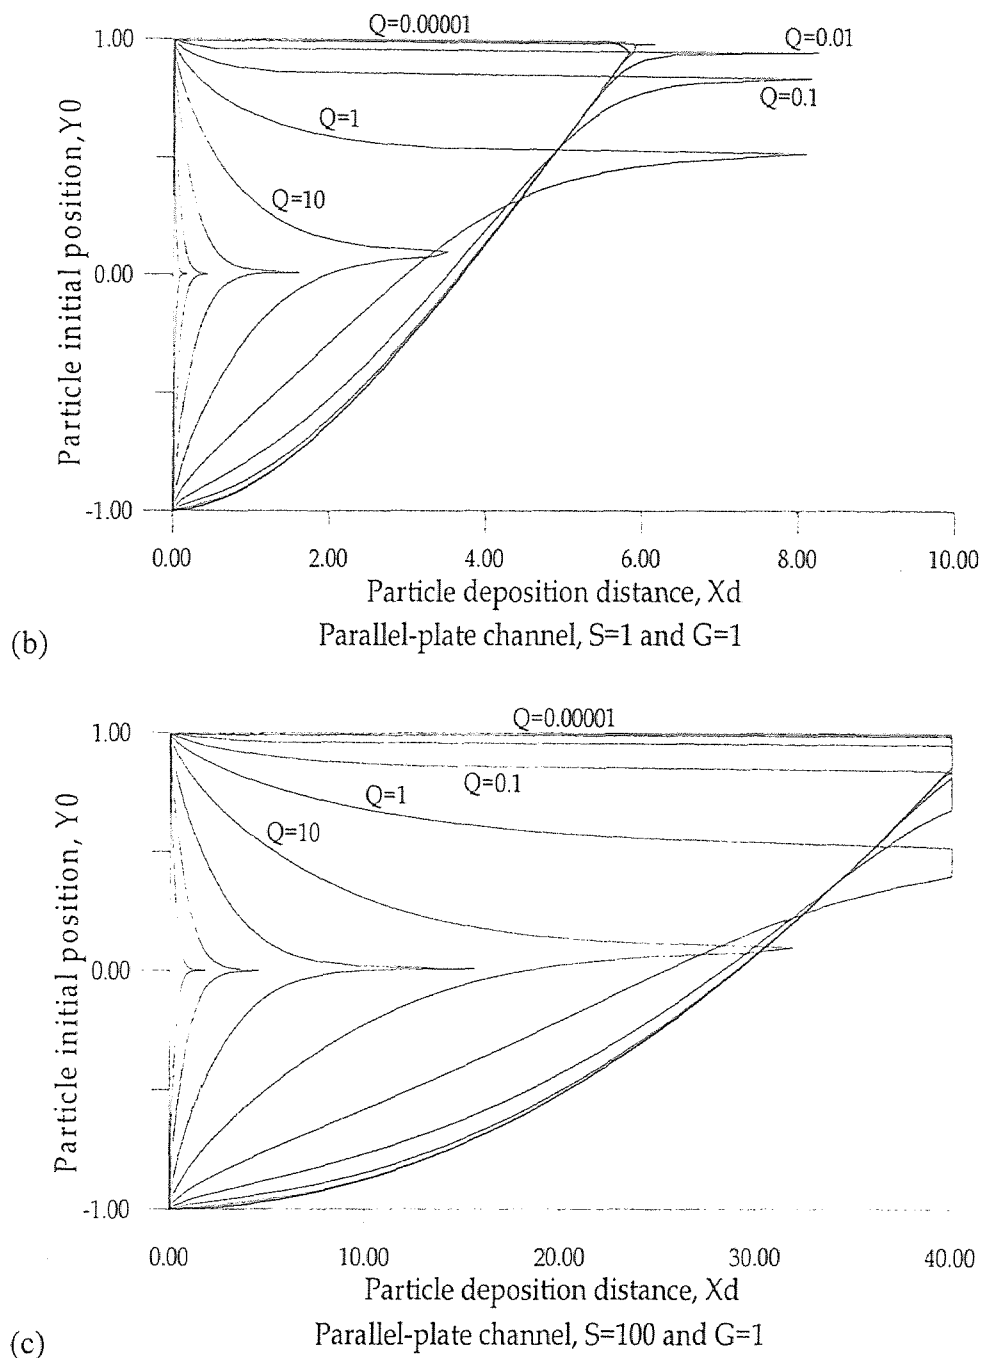 Q=0.00001
1.00
Q=0.01
Q=0.1
Q=1
Q=10
Particle initial position, Y0
0.00
-1.00
0.00 2.00 4.00 6.00 8.00 10.00
Particle deposition distance, Xd
(b) Parallel-plate channel, S=1 and G=1
Q=0.00001
1.00
Q=0.1
Q=1
Q=10
Particle initial position, Y0
0.00
-1.00
0.00 10.00 20.00 30.00 40.00
Particle deposition distance, Xd
(c) Parallel-plate channel, S=100 and G=1